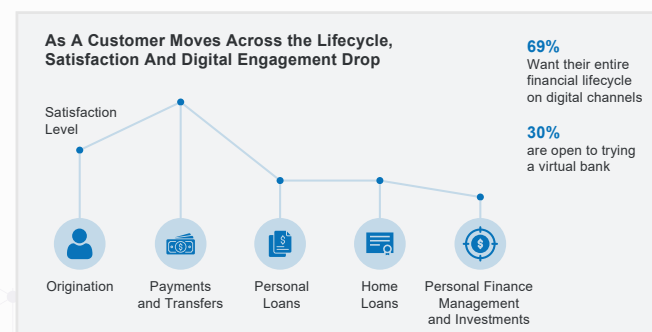 As A Customer Moves Across the Lifecycle,
Satisfaction And Digital Engagement Drop
Satisfaction
Level
Origination
Payments
and Transfers
Personal
Loans
Home
Loans
Personal Finance
Management
and Investments
69%
Want their entire
financial lifecycle
on digital channels
30%
are open to trying
a virtual bank